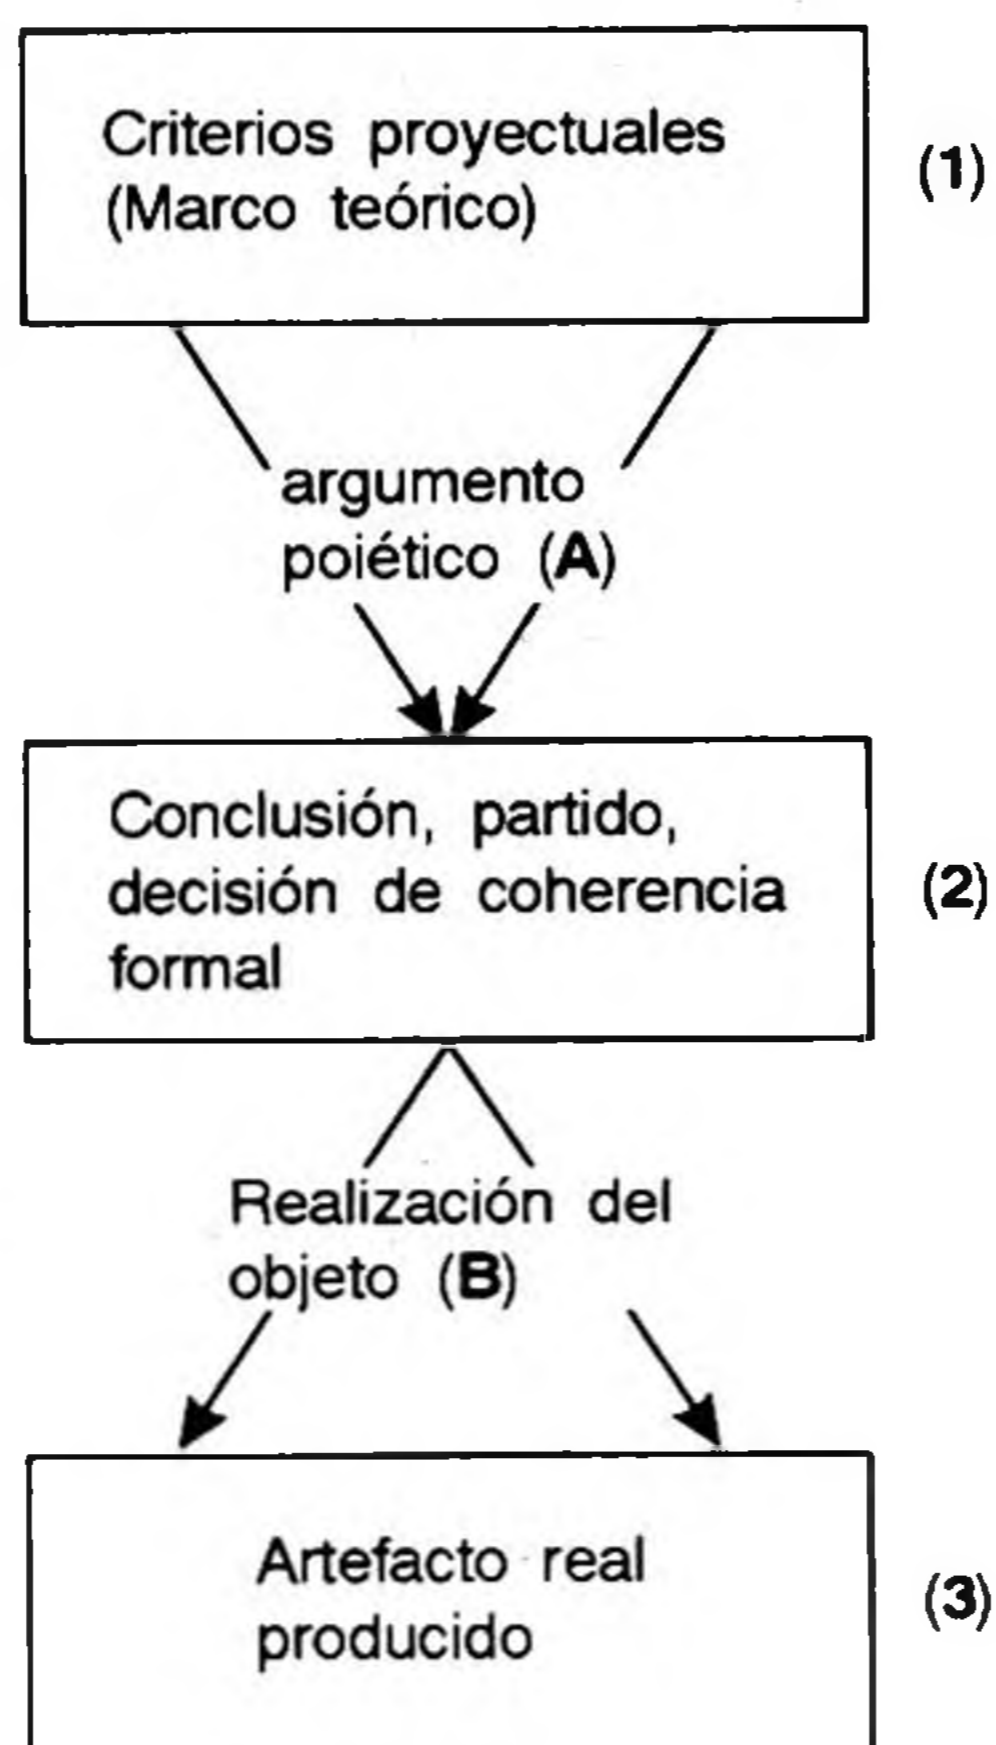 Criterios proyectuales
(Marco teórico)
(1)
argumento
poiético (A)
Conclusión, partido,
decisión de coherencia
formal
(2)
Realización del
objeto (B)
Artefacto real
producido
(3)